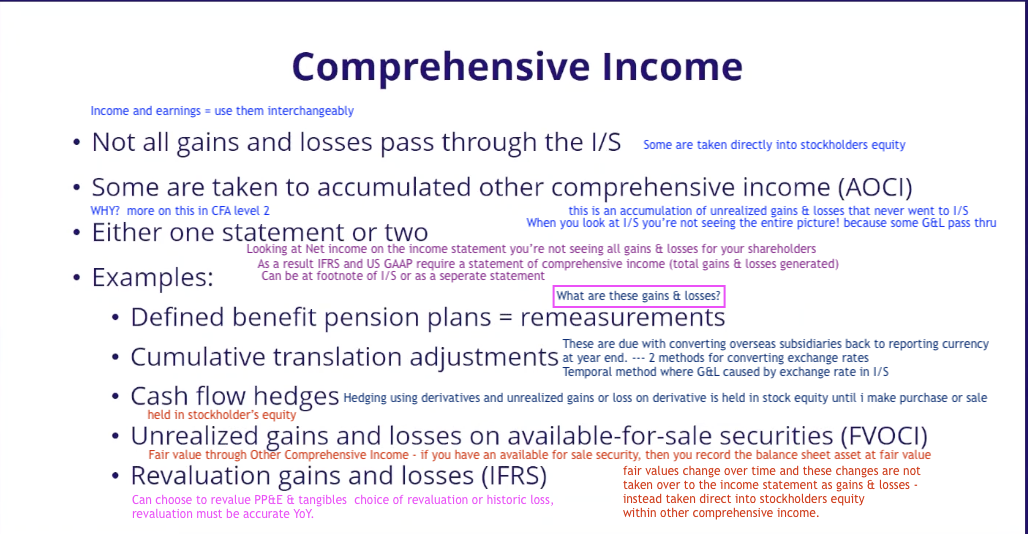 Comprehensive Income
Income and earnings = use them interchangeably
• Not all gains and losses pass through the I/S
Some are taken directly into stockholders equity
• Some are taken to accumulated other comprehensive income (AOCI)
WHY?  more on this in CFA level 2
this is an accumulation of unrealized gains & losses that never went to I/S
When you look at I/S you're not seeing the entire picture! because some G&L pass thru
• Either one statement or two
Looking at Net income on the income statement you're not seeing all gains & losses for your shareholders
As a result IFRS and US GAAP require a statement of comprehensive income (total gains & losses generated)
Can be at footnote of I/S or as a seperate statement
• Examples:
What are these gains & losses?
• Defined benefit pension plans = remeasurements
• Cumulative translation adjustments
These are due with converting overseas subsidiaries back to reporting currency
at year end. --- 2 methods for converting exchange rates
Temporal method where G&L caused by exchange rate in I/S
• Cash flow hedges
Hedging using derivatives and unrealized gains or loss on derivative is held in stock equity until i make purchase or sale
held in stockholder's equity
• Unrealized gains and losses on available-for-sale securities (FVOCI)
Fair value through Other Comprehensive Income - if you have an available for sale security, then you record the balance sheet asset at fair value
• Revaluation gains and losses (IFRS)
fair values change over time and these changes are not
taken over to the income statement as gains & losses -
instead taken direct into stockholders equity
within other comprehensive income.
Can choose to revalue PP&E & tangibles  choice of revaluation or historic loss,
revaluation must be accurate YoY.